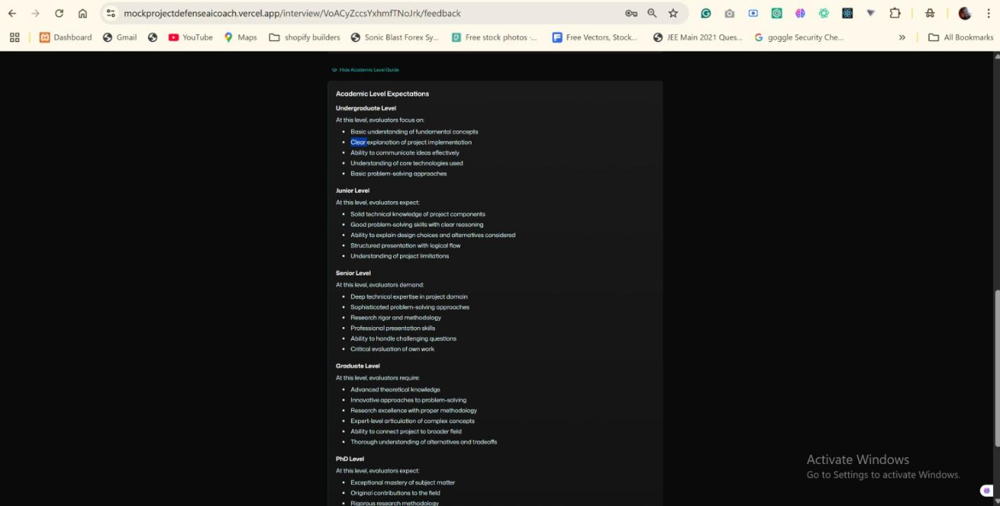 mockprojectdefenseaicoach.vercel.app/interview/VoACyZccsYxhmfTNoJrk/feedback
Dashboard Gmail YouTube Maps shopify builders Sonic Blast Forex Sy... Free stock photos -... Free Vectors, Stock... JEE Main 2021 Ques... goggle Security Che... » All Bookmarks
Hide Academic Level Guide
Academic Level Expectations
Undergraduate Level
At this level, evaluators focus on:
• Basic understanding of fundamental concepts
• Clear explanation of project implementation
• Ability to communicate ideas effectively
• Understanding of core technologies used
• Basic problem-solving approaches
Junior Level
At this level, evaluators expect:
• Solid technical knowledge of project components
• Good problem-solving skills with clear reasoning
• Ability to explain design choices and alternatives considered
• Structured presentation with logical flow
• Understanding of project limitations
Senior Level
At this level, evaluators demand:
• Deep technical expertise in project domain
• Sophisticated problem-solving approaches
• Research rigor and methodology
• Professional presentation skills
• Ability to handle challenging questions
• Critical evaluation of own work
Graduate Level
At this level, evaluators require:
• Advanced theoretical knowledge
• Innovative approaches to problem-solving
• Research excellence with proper methodology
• Expert-level articulation of complex concepts
• Ability to connect project to broader field
• Thorough understanding of alternatives and tradeoffs
PhD Level
At this level, evaluators expect:
• Exceptional mastery of subject matter
• Original contributions to the field
• Rigorous research methodology
Activate Windows
Go to Settings to activate Windows.